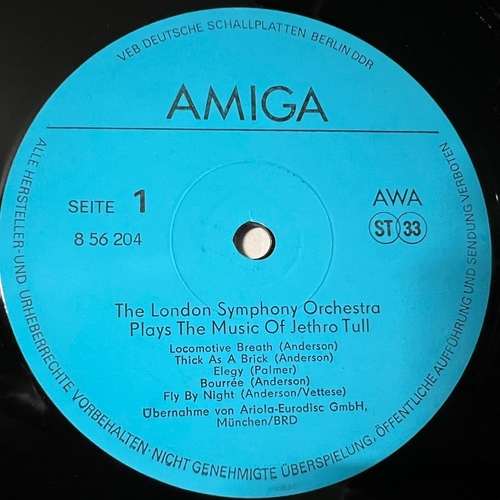 VEB DEUTSCHE SCHALLPLATTEN BERLIN DDR
AMIGA
SEITE 1
8 56 204
AWA
ST 33
The London Symphony Orchestra
Plays The Music Of Jethro Tull
Locomotive Breath (Anderson)
Thick As A Brick (Anderson)
Elegy (Palmer)
Bourrée (Anderson)
Fly By Night (Anderson/Vettese)
Übernahme von Ariola-Eurodisc GmbH,
München/BRD
ALLE HERSTELLER- UND URHEBERRECHTE VORBEHALTEN · NICHT GENEHMIGTE ÜBERSPIELUNG, ÖFFENTLICHE AUFFÜHRUNG UND SENDUNG VERBOTEN